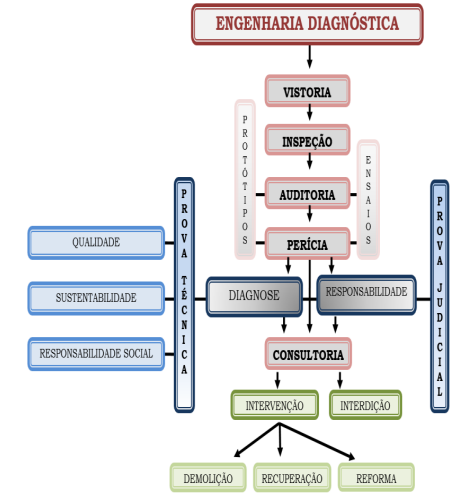 ENGENHARIA DIAGNÓSTICA
VISTORIA
PROTÓTIPOS
INSPEÇÃO
ENSAIOS
AUDITORIA
PROVA TÉCNICA
PROVA JUDICIAL
PERÍCIA
QUALIDADE
DIAGNOSE
RESPONSABILIDADE
SUSTENTABILIDADE
RESPONSABILIDADE SOCIAL
CONSULTORIA
INTERVENÇÃO
INTERDIÇÃO
DEMOLIÇÃO
RECUPERAÇÃO
REFORMA